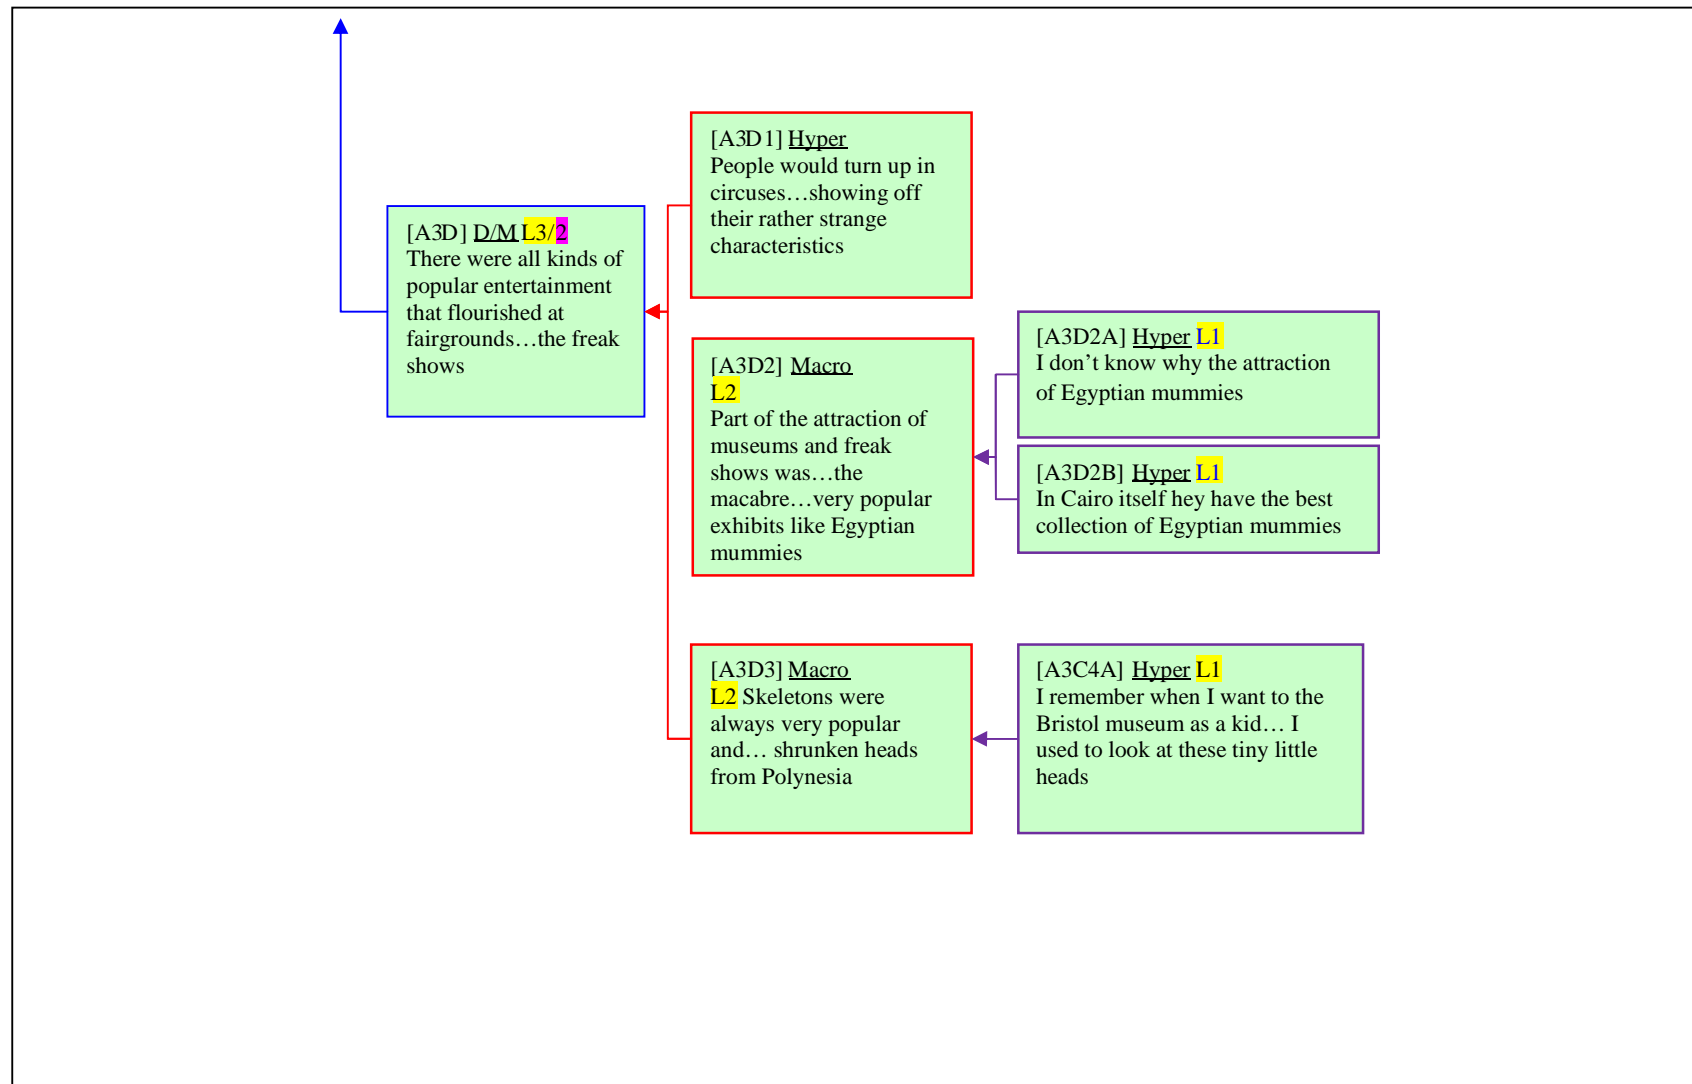 [A3D] D/M L3/2
There were all kinds of
popular entertainment
that flourished at
fairgrounds…the freak
shows
[A3D1] Hyper
People would turn up in
circuses…showing off
their rather strange
characteristics
[A3D2] Macro
L2
Part of the attraction of
museums and freak
shows was…the
macabre…very popular
exhibits like Egyptian
mummies
[A3D2A] Hyper L1
I don’t know why the attraction
of Egyptian mummies
[A3D2B] Hyper L1
In Cairo itself hey have the best
collection of Egyptian mummies
[A3D3] Macro
L2 Skeletons were
always very popular
and… shrunken heads
from Polynesia
[A3C4A] Hyper L1
I remember when I want to the
Bristol museum as a kid… I
used to look at these tiny little
heads